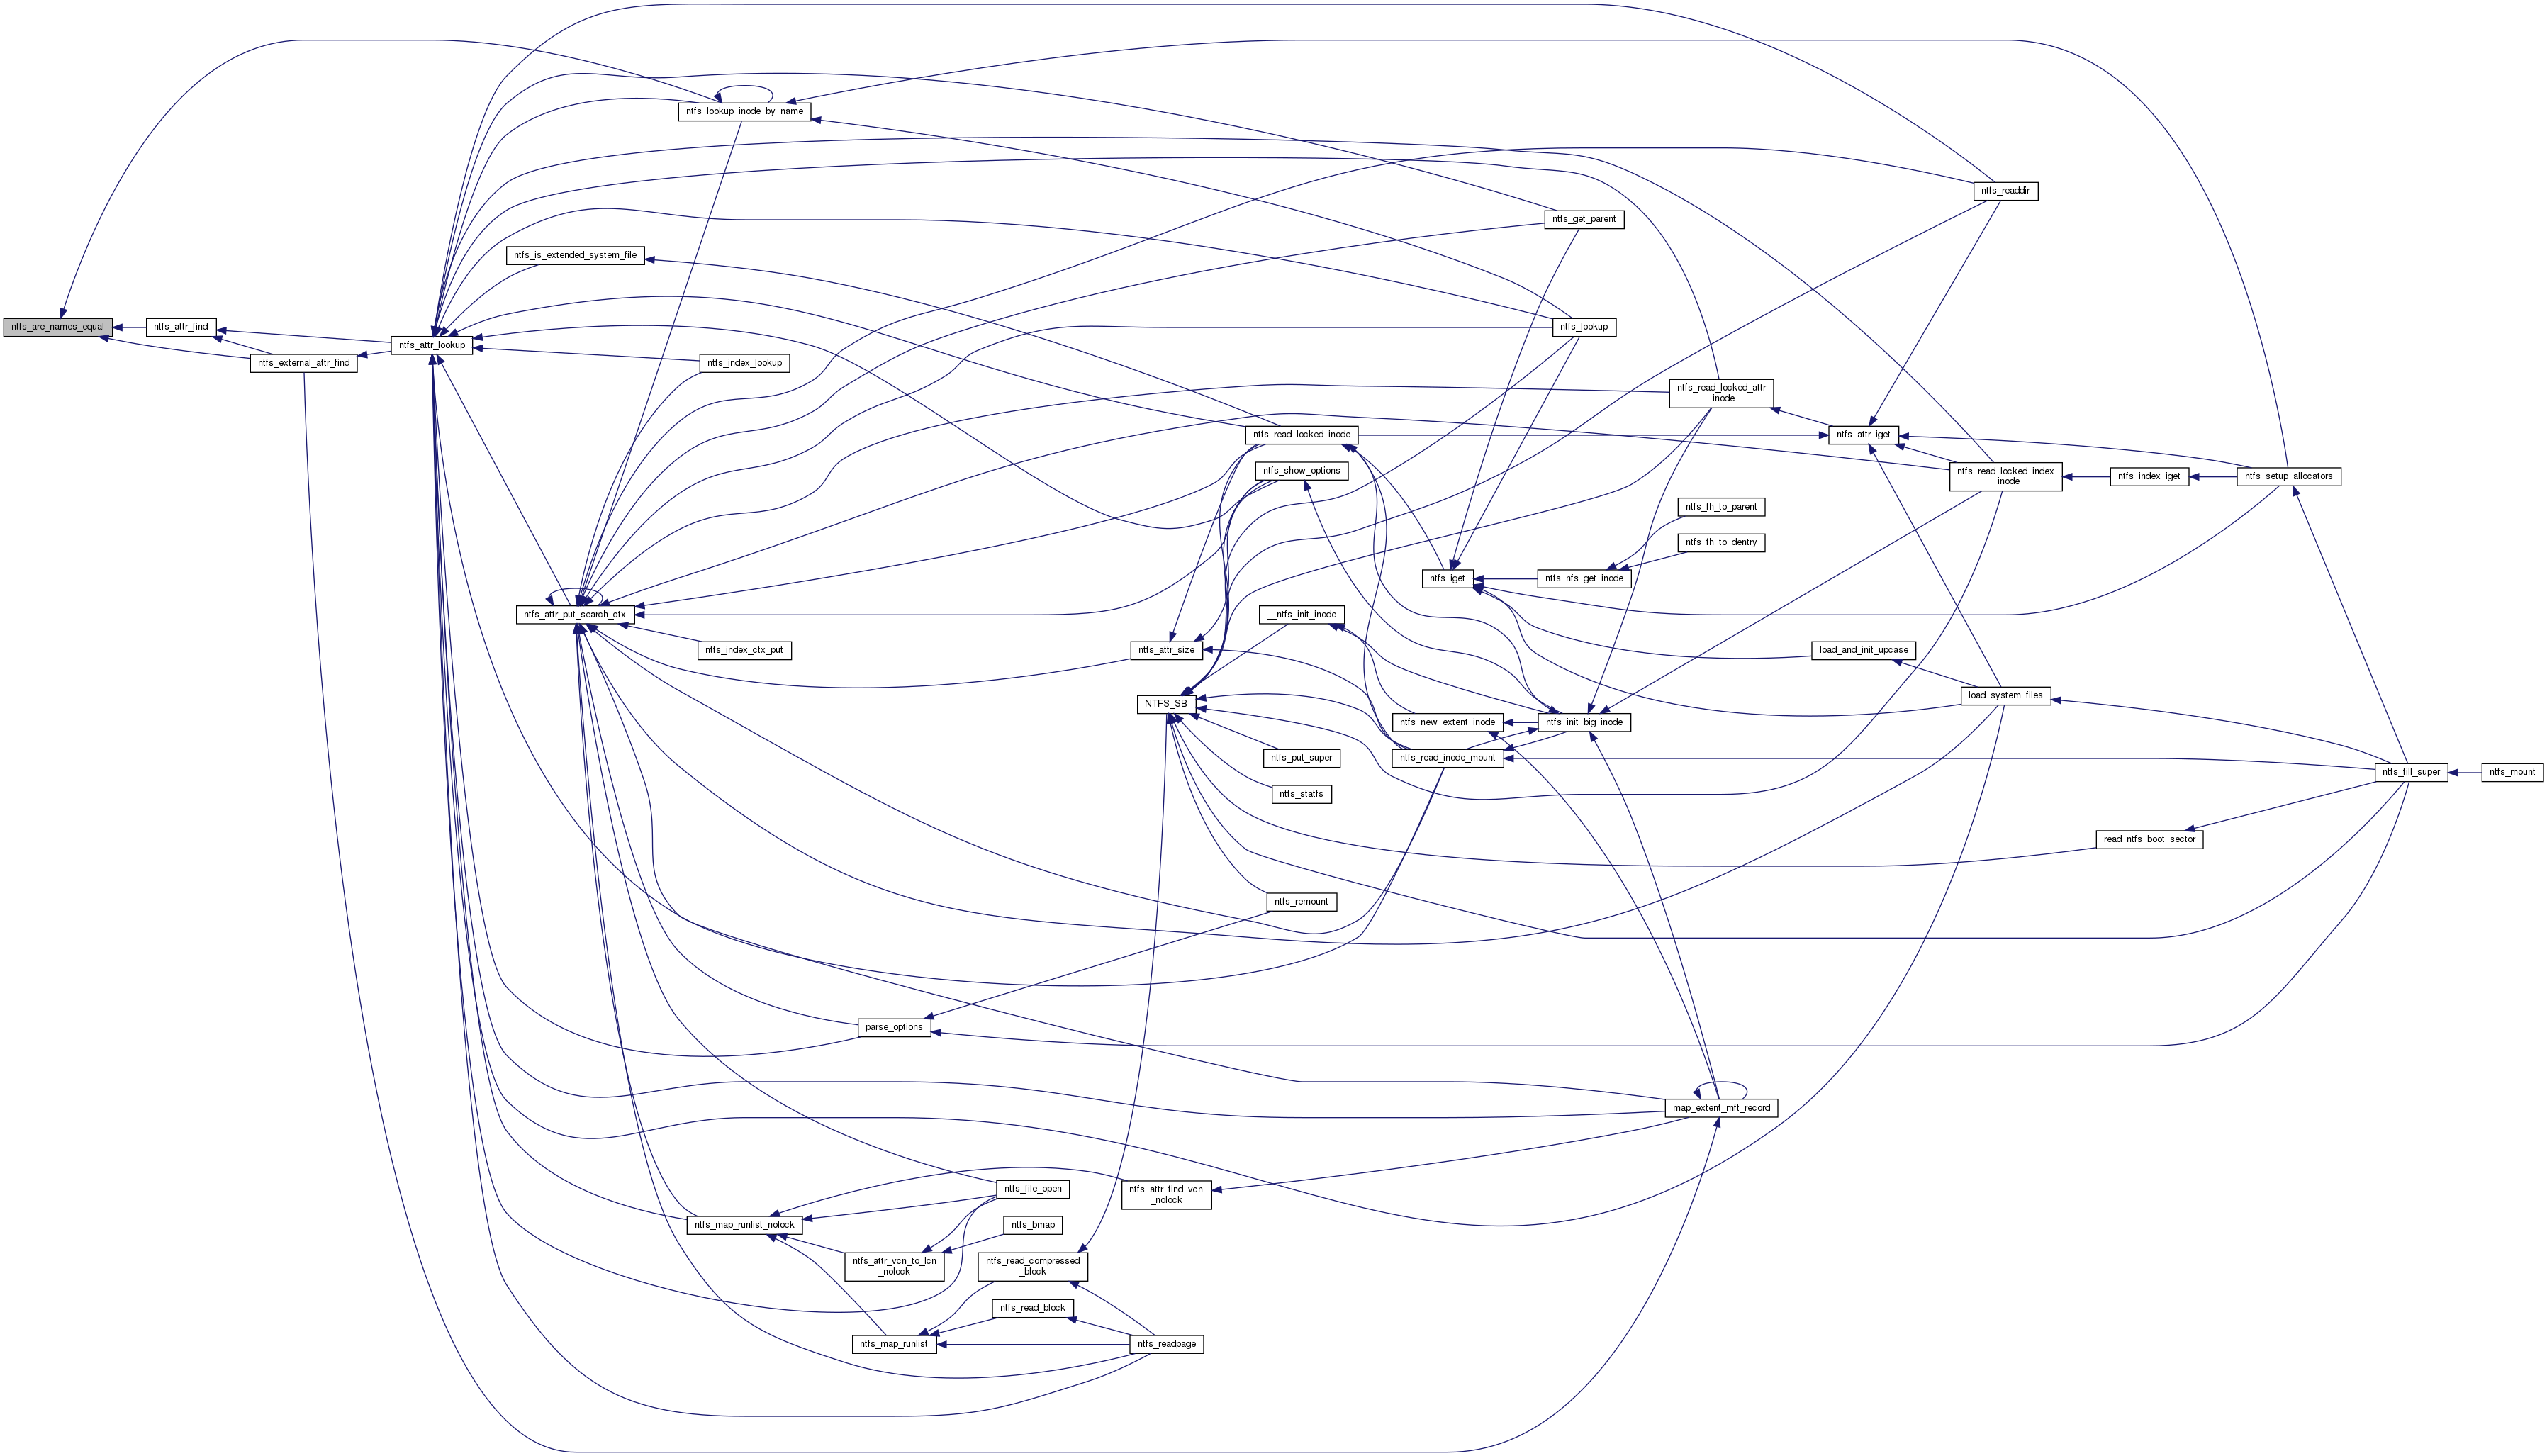 ntfs_lookup_inode_by_name
ntfs_readdir
ntfs_get_parent
ntfs_is_extended_system_file
ntfs_are_names_equal
ntfs_attr_find
ntfs_lookup
ntfs_attr_lookup
ntfs_external_attr_find
ntfs_index_lookup
ntfs_read_locked_attr
_inode
ntfs_read_locked_inode
ntfs_attr_iget
ntfs_show_options
ntfs_read_locked_index
_inode
ntfs_index_iget
ntfs_setup_allocators
ntfs_fh_to_parent
ntfs_fh_to_dentry
ntfs_iget
ntfs_nfs_get_inode
ntfs_attr_put_search_ctx
__ntfs_init_inode
ntfs_index_ctx_put
ntfs_attr_size
load_and_init_upcase
NTFS_SB
load_system_files
ntfs_new_extent_inode
ntfs_init_big_inode
ntfs_put_super
ntfs_read_inode_mount
ntfs_fill_super
ntfs_mount
ntfs_statfs
read_ntfs_boot_sector
ntfs_remount
parse_options
map_extent_mft_record
ntfs_file_open
ntfs_attr_find_vcn
_nolock
ntfs_map_runlist_nolock
ntfs_bmap
ntfs_attr_vcn_to_lcn
_nolock
ntfs_read_compressed
_block
ntfs_read_block
ntfs_map_runlist
ntfs_readpage